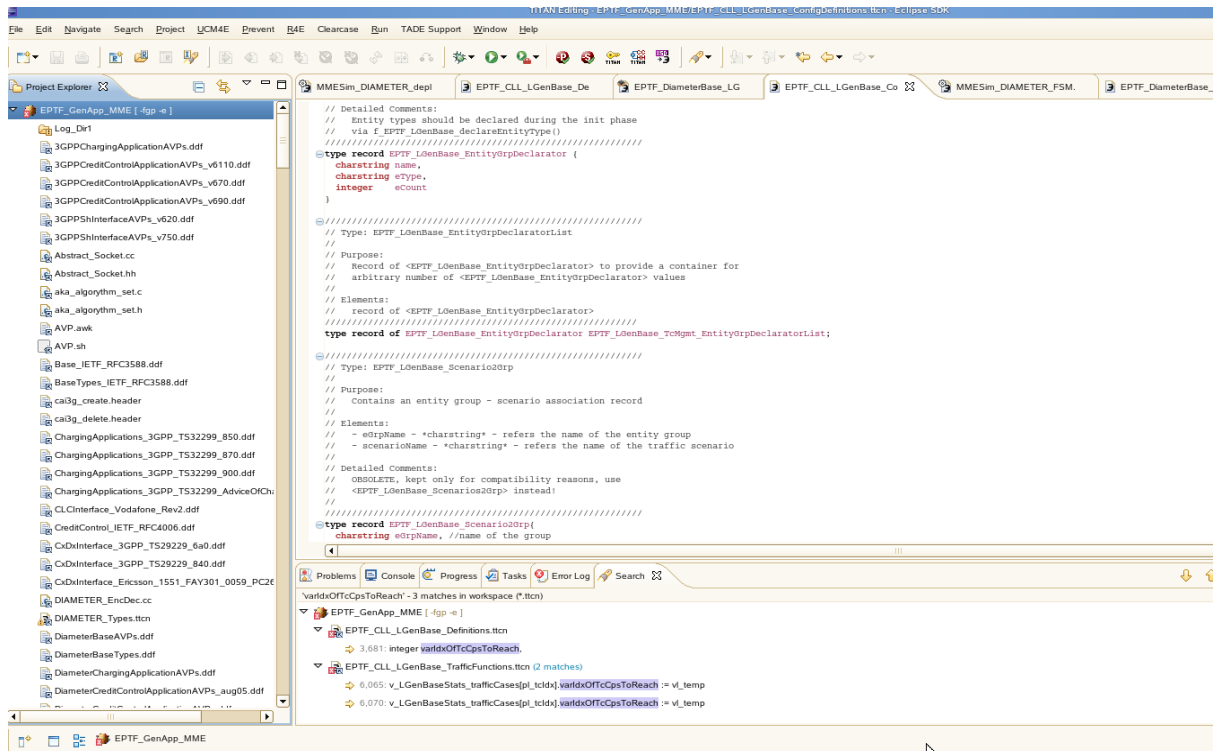 TITAN Editing - EPTF_GenApp_MME/EPTF_CLL_LGenBase_ConfigDefinitions.ttcn - Eclipse SDK
File Edit Navigate Search Project UCM4E Prevent R4E Clearcase Run TADE Support Window Help
Project Explorer
MMESim_DIAMETER_depl EPTF_CLL_LGenBase_De EPTF_DiameterBase_LG EPTF_CLL_LGenBase_Co MMESim_DIAMETER_FSM. EPTF_DiameterBase_
EPTF_GenApp_MME [ -fgp -e ]
Log_Dir1
3GPPChargingApplicationAVPs.ddf
3GPPCreditControlApplicationAVPs_v6110.ddf
3GPPCreditControlApplicationAVPs_v670.ddf
3GPPCreditControlApplicationAVPs_v690.ddf
3GPPShInterfaceAVPs_v620.ddf
3GPPShInterfaceAVPs_v750.ddf
Abstract_Socket.cc
Abstract_Socket.hh
aka_algorythm_set.c
aka_algorythm_set.h
AVP.awk
AVP.sh
Base_IETF_RFC3588.ddf
BaseTypes_IETF_RFC3588.ddf
cai3g_create.header
cai3g_delete.header
ChargingApplications_3GPP_TS32299_850.ddf
ChargingApplications_3GPP_TS32299_870.ddf
ChargingApplications_3GPP_TS32299_900.ddf
ChargingApplications_3GPP_TS32299_AdviceOfCha
CLCInterface_Vodafone_Rev2.ddf
CreditControl_IETF_RFC4006.ddf
CxDxInterface_3GPP_TS29229_6a0.ddf
CxDxInterface_3GPP_TS29229_840.ddf
CxDxInterface_Ericsson_1551_FAY301_0059_PC26
DIAMETER_EncDec.cc
DIAMETER_Types.ttcn
DiameterBaseAVPs.ddf
DiameterBaseTypes.ddf
DiameterChargingApplicationAVPs.ddf
DiameterCreditControlApplicationAVPs_aug05.ddf
// Detailed Comments:
//   Entity types should be declared during the init phase
//   via f_EPTF_LGenBase_declareEntityType()
///////////////////////////////////////////////////////////
type record EPTF_LGenBase_EntityGrpDeclarator {
charstring name,
charstring eType,
integer    eCount
}
///////////////////////////////////////////////////////////
// Type: EPTF_LGenBase_EntityGrpDeclaratorList
//
// Purpose:
//   Record of <EPTF_LGenBase_EntityGrpDeclarator> to provide a container for
//   arbitrary number of <EPTF_LGenBase_EntityGrpDeclarator> values
//
// Elements:
//   record of <EPTF_LGenBase_EntityGrpDeclarator>
//////////////////////////////////////////////////////////
type record of EPTF_LGenBase_EntityGrpDeclarator EPTF_LGenBase_TcMgmt_EntityGrpDeclaratorList;
///////////////////////////////////////////////////////////
// Type: EPTF_LGenBase_Scenario2Grp
//
// Purpose:
//   Contains an entity group - scenario association record
//
// Elements:
//   - eGrpName - *charstring* - refers the name of the entity group
//   - scenarioName - *charstring* - refers the name of the traffic scenario
//
// Detailed Comments:
//   OBSOLETE, kept only for compatibility reasons, use
//   <EPTF_LGenBase_Scenarios2Grp> instead!
//
///////////////////////////////////////////////////////////
type record EPTF_LGenBase_Scenario2Grp{
charstring eGrpName, //name of the group
Problems Console Progress Tasks Error Log Search
'varIdxOfTcCpsToReach' - 3 matches in workspace (*.ttcn)
EPTF_GenApp_MME [ -fgp -e ]
EPTF_CLL_LGenBase_Definitions.ttcn
3,681: integer varIdxOfTcCpsToReach,
EPTF_CLL_LGenBase_TrafficFunctions.ttcn (2 matches)
6,065: v_LGenBaseStats_trafficCases[pl_tcIdx].varIdxOfTcCpsToReach := vl_temp
6,070: v_LGenBaseStats_trafficCases[pl_tcIdx].varIdxOfTcCpsToReach := vl_temp
EPTF_GenApp_MME